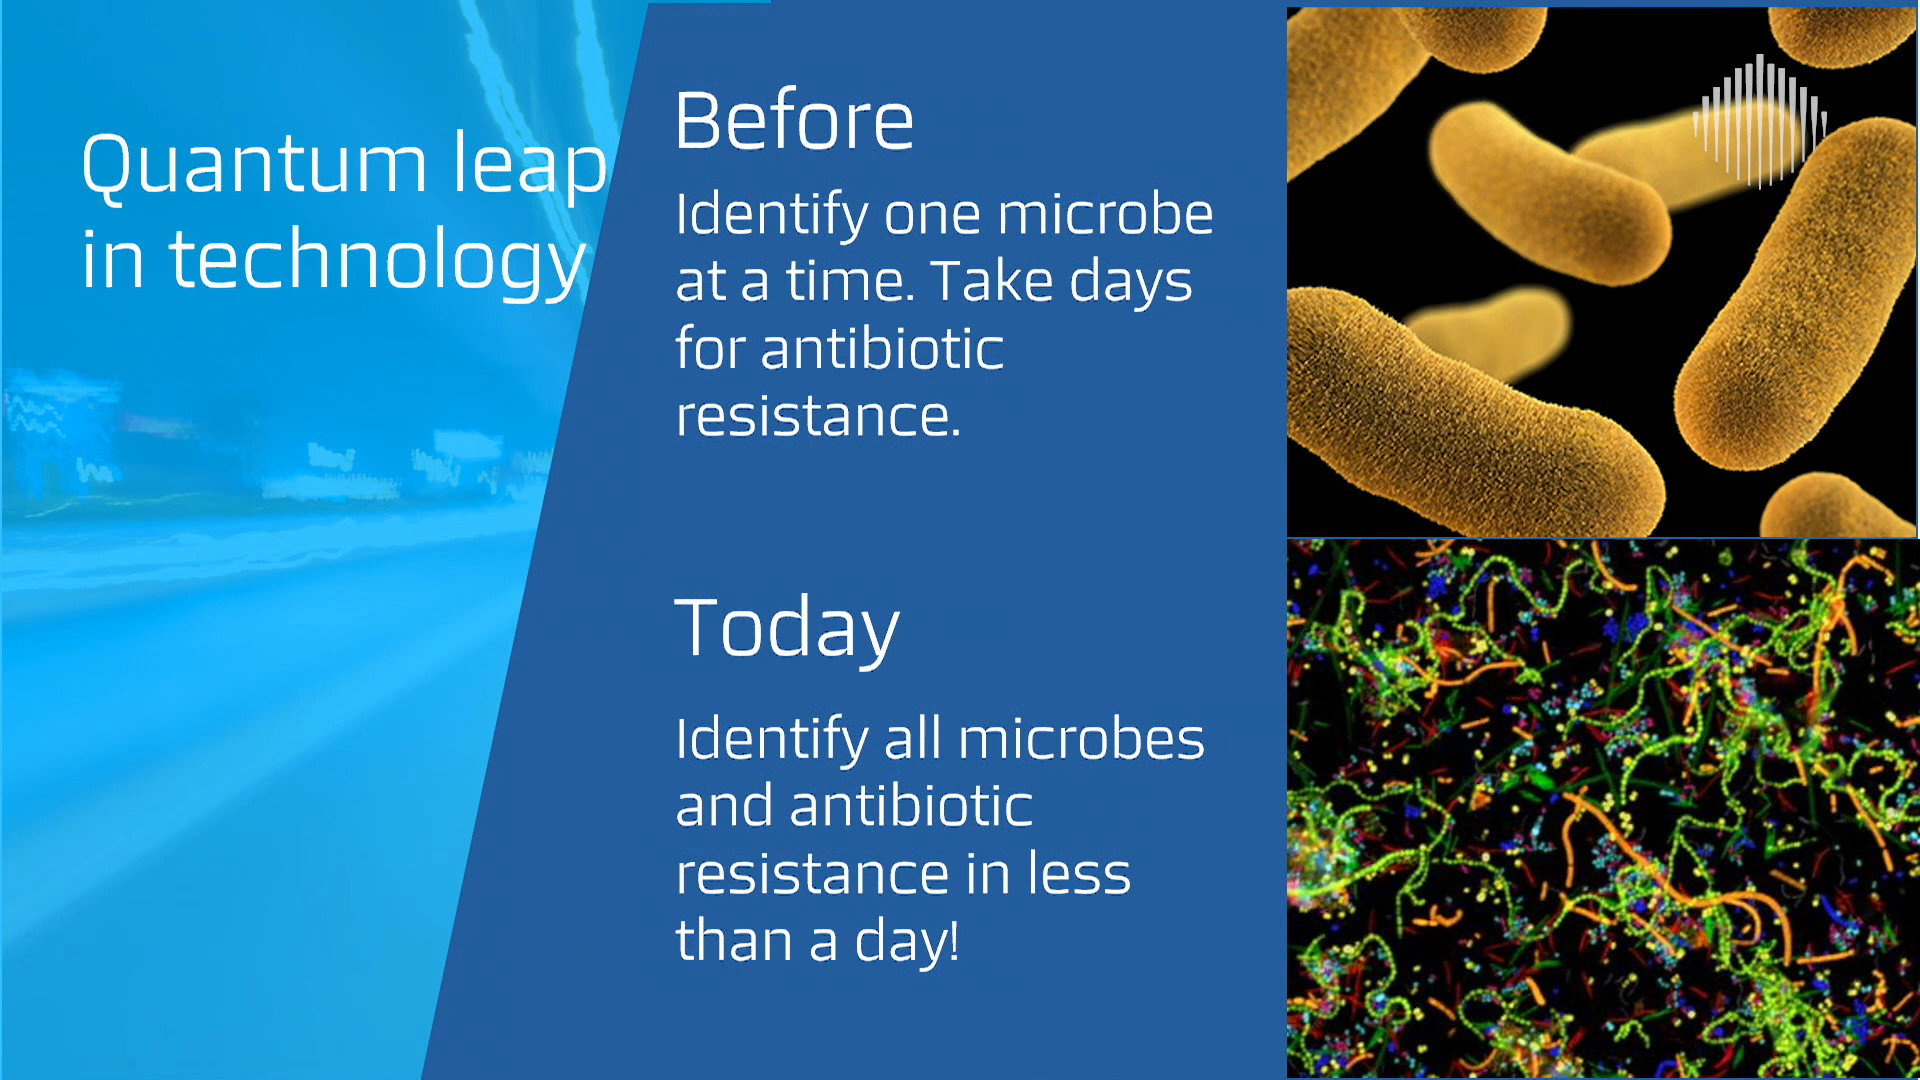 Quantum leap
in technology
Before
Identify one microbe
at a time. Take days
for antibiotic
resistance.
Today
Identify all microbes
and antibiotic
resistance in less
than a day!